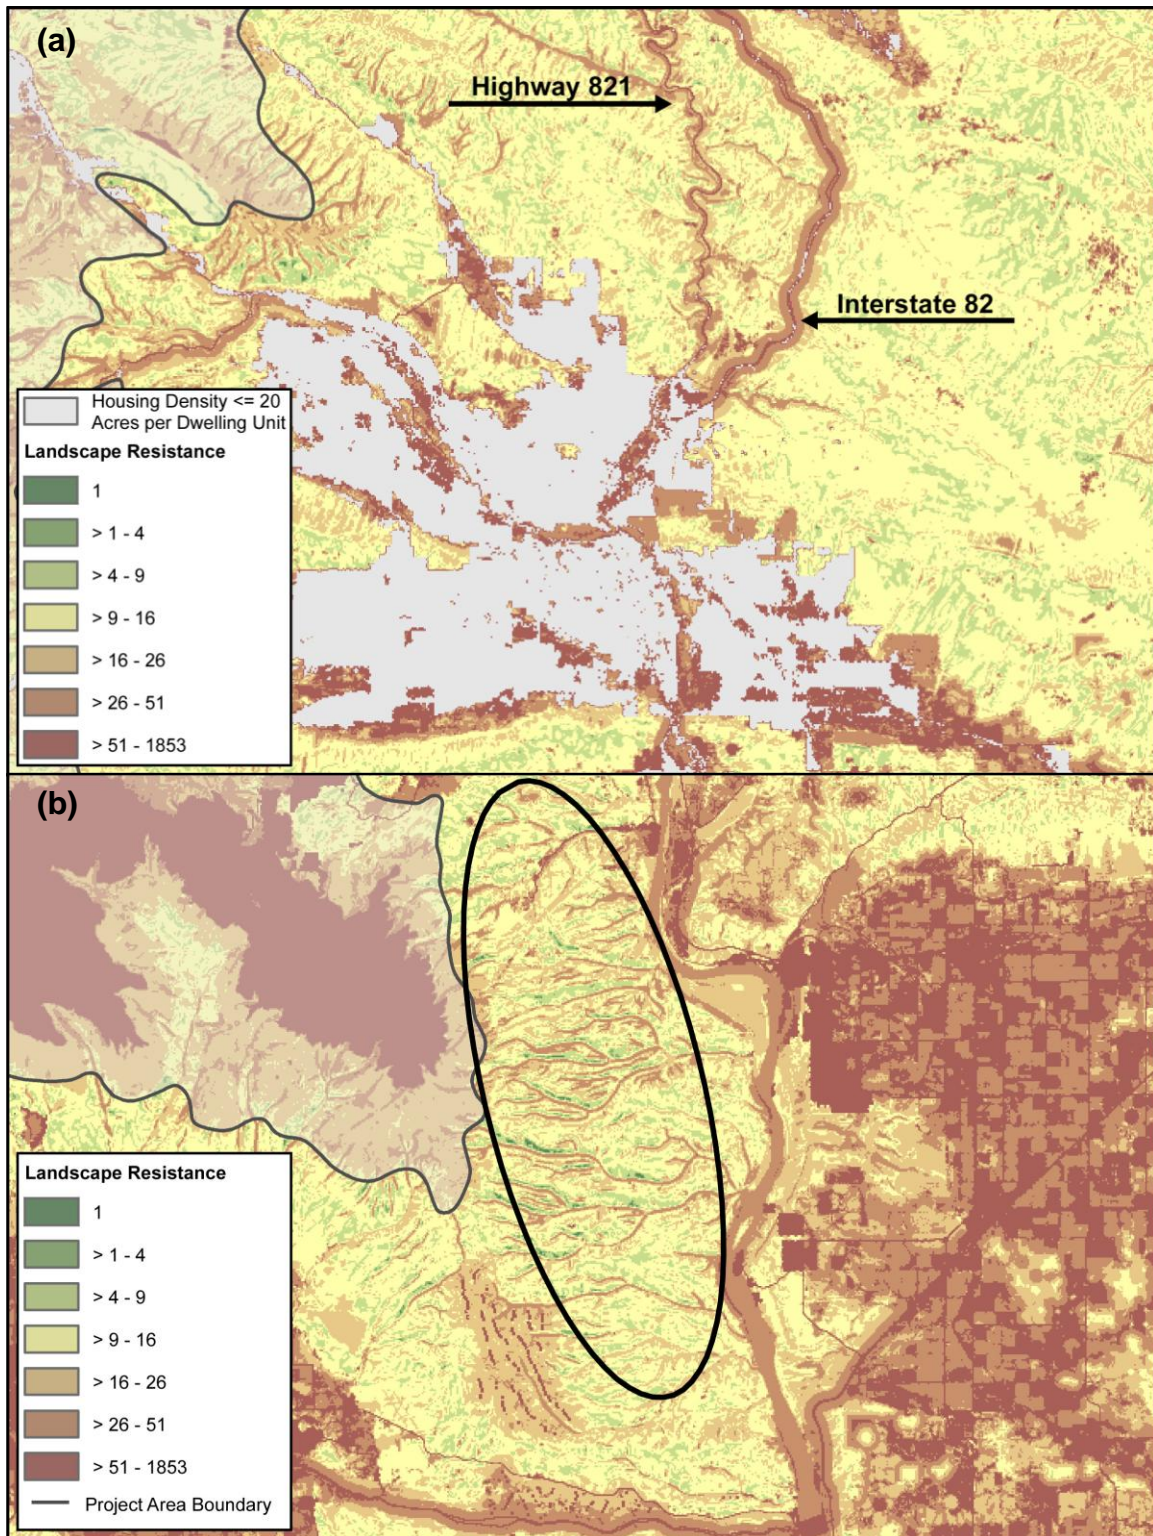 (a)
Highway 821
Interstate 82
Housing Density <= 20
Acres per Dwelling Unit
Landscape Resistance
1
> 1 - 4
> 4 - 9
> 9 - 16
> 16 - 26
> 26 - 51
> 51 - 1853
(b)
Landscape Resistance
1
> 1 - 4
> 4 - 9
> 9 - 16
> 16 - 26
> 26 - 51
> 51 - 1853
Project Area Boundary